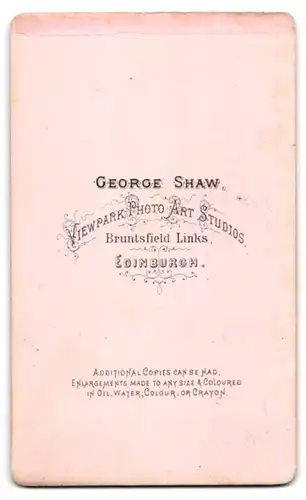 GEORGE SHAW.
VIEWPARK PHOTO ART STUDIOS,
Bruntsfield Links,
EDINBURGH.
ADDITIONAL COPIES CAN BE HAD,
ENLARGEMENTS MADE TO ANY SIZE & COLOURED
IN OIL, WATER, COLOUR, OR CRAYON.